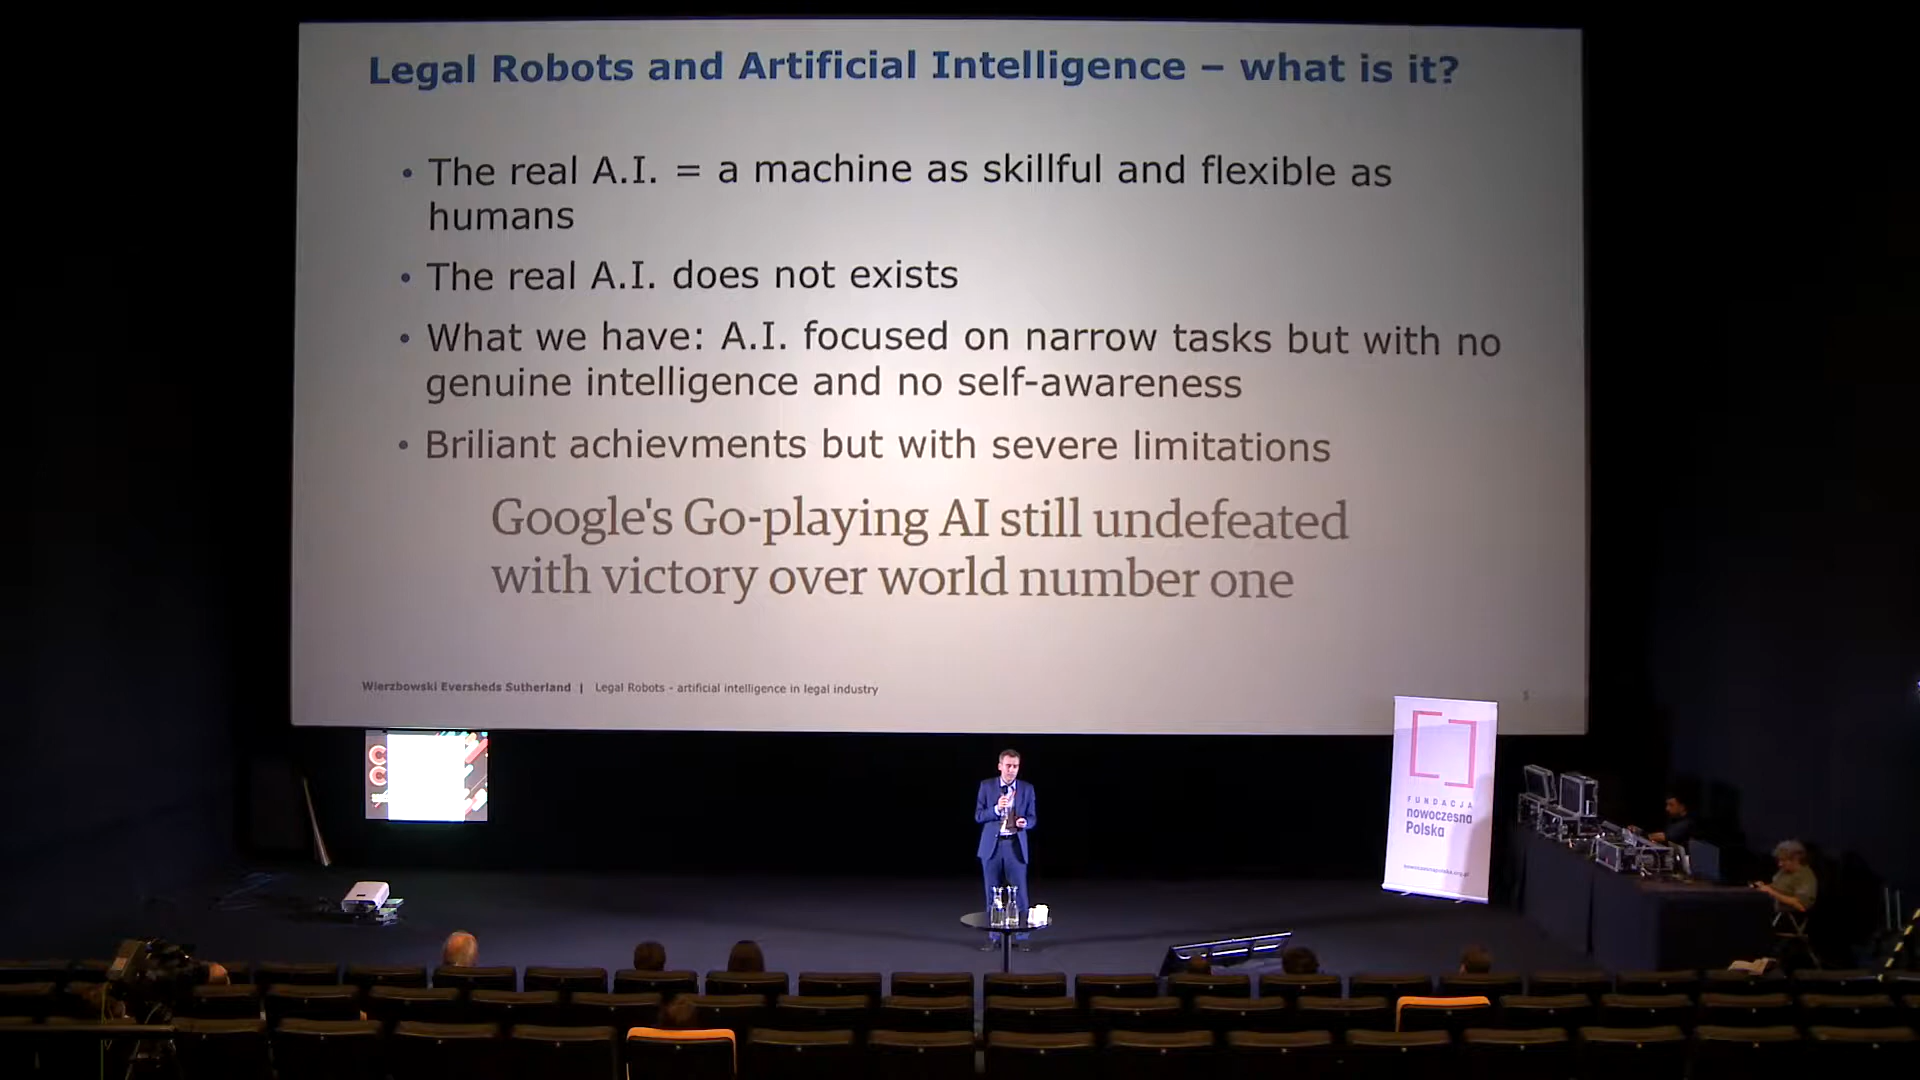 Legal Robots and Artificial Intelligence – what is it?
• The real A.I. = a machine as skillful and flexible as
humans
• The real A.I. does not exists
• What we have: A.I. focused on narrow tasks but with no
genuine intelligence and no self-awareness
• Briliant achievments but with severe limitations
Google's Go-playing AI still undefeated
with victory over world number one
Wierzbowski Eversheds Sutherland | Legal Robots - artificial intelligence in legal industry
FUNDACJA
nowoczesna
Polska